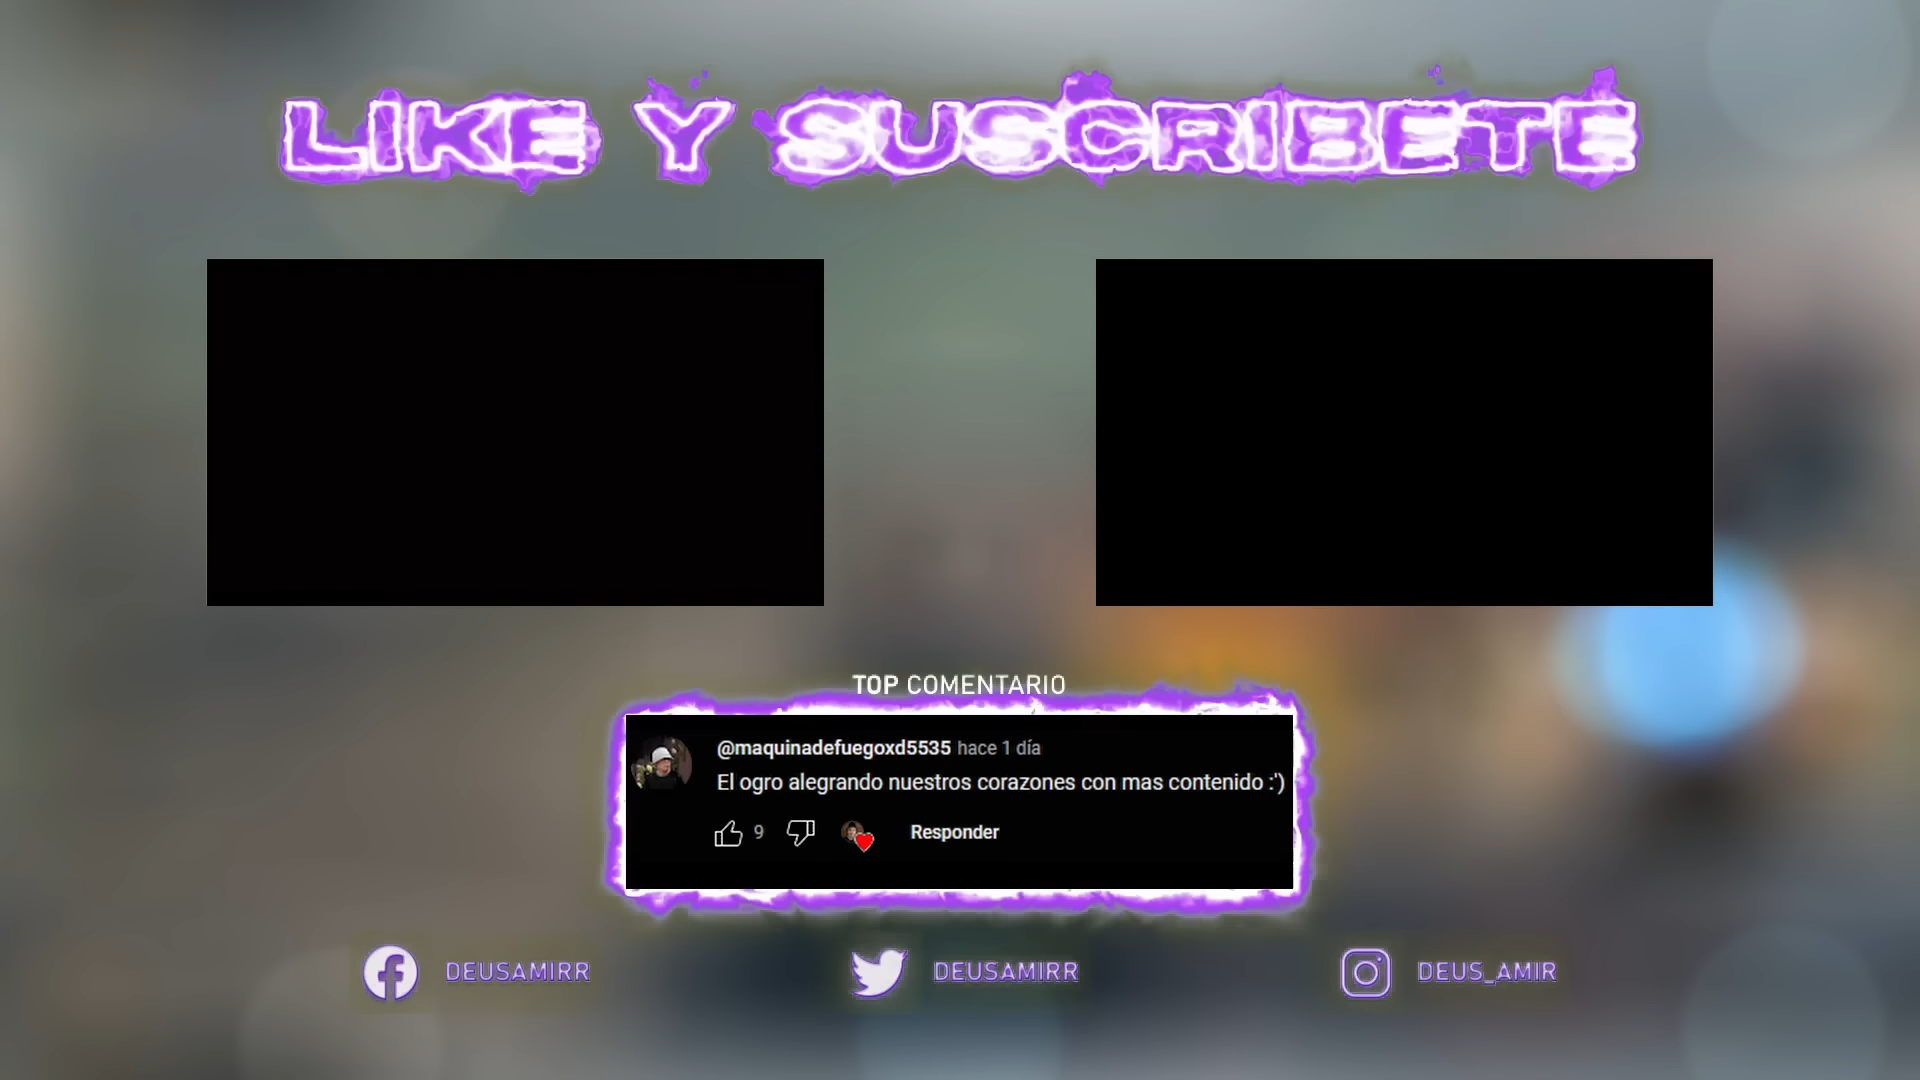 LIKE Y SUSCRIBETE
TOP COMENTARIO
@maquinadefuegoxd5535 hace 1 día
El ogro alegrando nuestros corazones con mas contenido :')
9 Responder
DEUSAMIRR DEUSAMIRR DEUS_AMIR